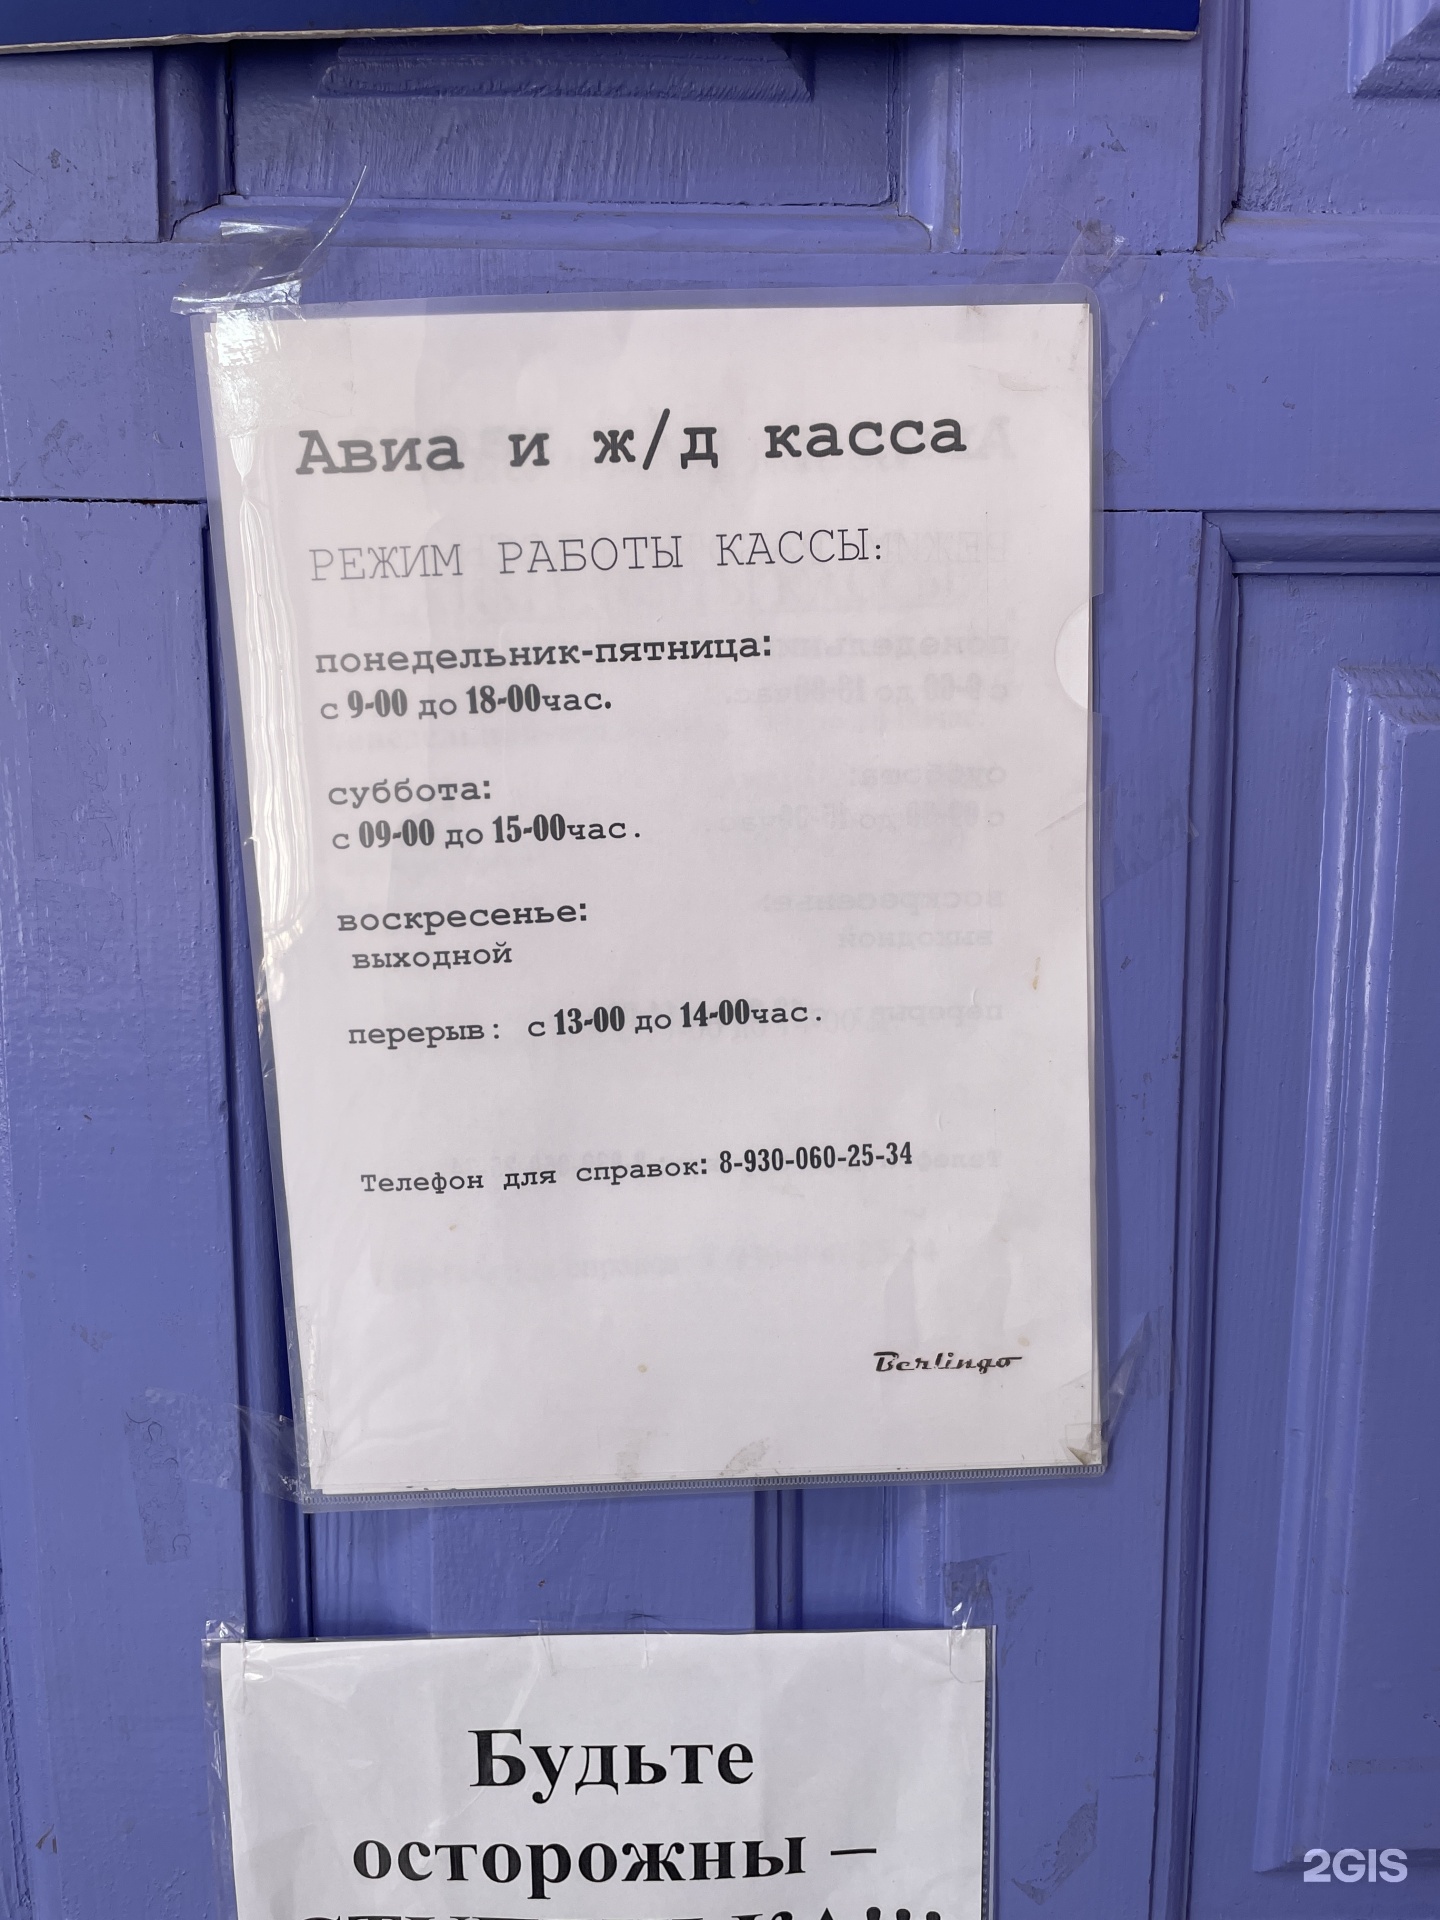 Авиа и ж/д касса
РЕЖИМ РАБОТЫ КАССЫ:
понедельник-пятница:
с 9-00 до 18-00час.
суббота:
с 09-00 до 15-00час.
воскресенье:
выходной
перерыв: с 13-00 до 14-00час.
Телефон для справок: 8-930-060-25-34
Berlingo
Будьте
осторожны –
2GIS